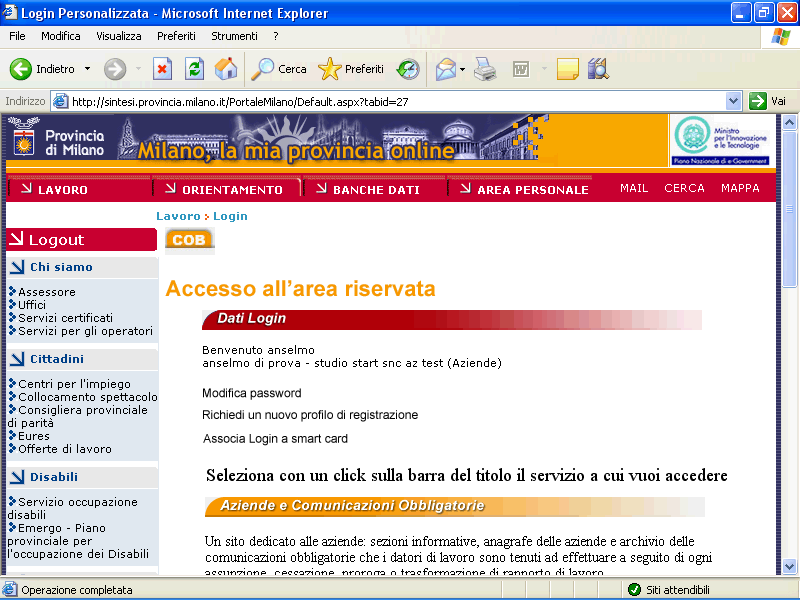 Login Personalizzata - Microsoft Internet Explorer
File Modifica Visualizza Preferiti Strumenti ?
Indietro Cerca Preferiti
Indirizzo http://sintesi.provincia.milano.it/PortaleMilano/Default.aspx?tabid=27 Vai
Provincia
di Milano
Milano, la mia provincia online
Ministro
per l'Innovazione
e le Tecnologie
Piano Nazionale di e-Government
LAVORO ORIENTAMENTO BANCHE DATI AREA PERSONALE MAIL CERCA MAPPA
Lavoro > Login
Logout
COB
Chi siamo
Assessore
Uffici
Servizi certificati
Servizi per gli operatori
Cittadini
Centri per l'impiego
Collocamento spettacolo
Consigliera provinciale
di parità
Eures
Offerte di lavoro
Disabili
Servizio occupazione
disabili
Emergo - Piano
provinciale per
l'occupazione dei Disabili
Accesso all'area riservata
Dati Login
Benvenuto anselmo
anselmo di prova - studio start snc az test (Aziende)
Modifica password
Richiedi un nuovo profilo di registrazione
Associa Login a smart card
Seleziona con un click sulla barra del titolo il servizio a cui vuoi accedere
Aziende e Comunicazioni Obbligatorie
Un sito dedicato alle aziende: sezioni informative, anagrafe delle aziende e archivio delle
comunicazioni obbligatorie che i datori di lavoro sono tenuti ad effettuare a seguito di ogni
assunzione, cessazione, proroga o trasformazione di rapporto di lavoro
Operazione completata Siti attendibili